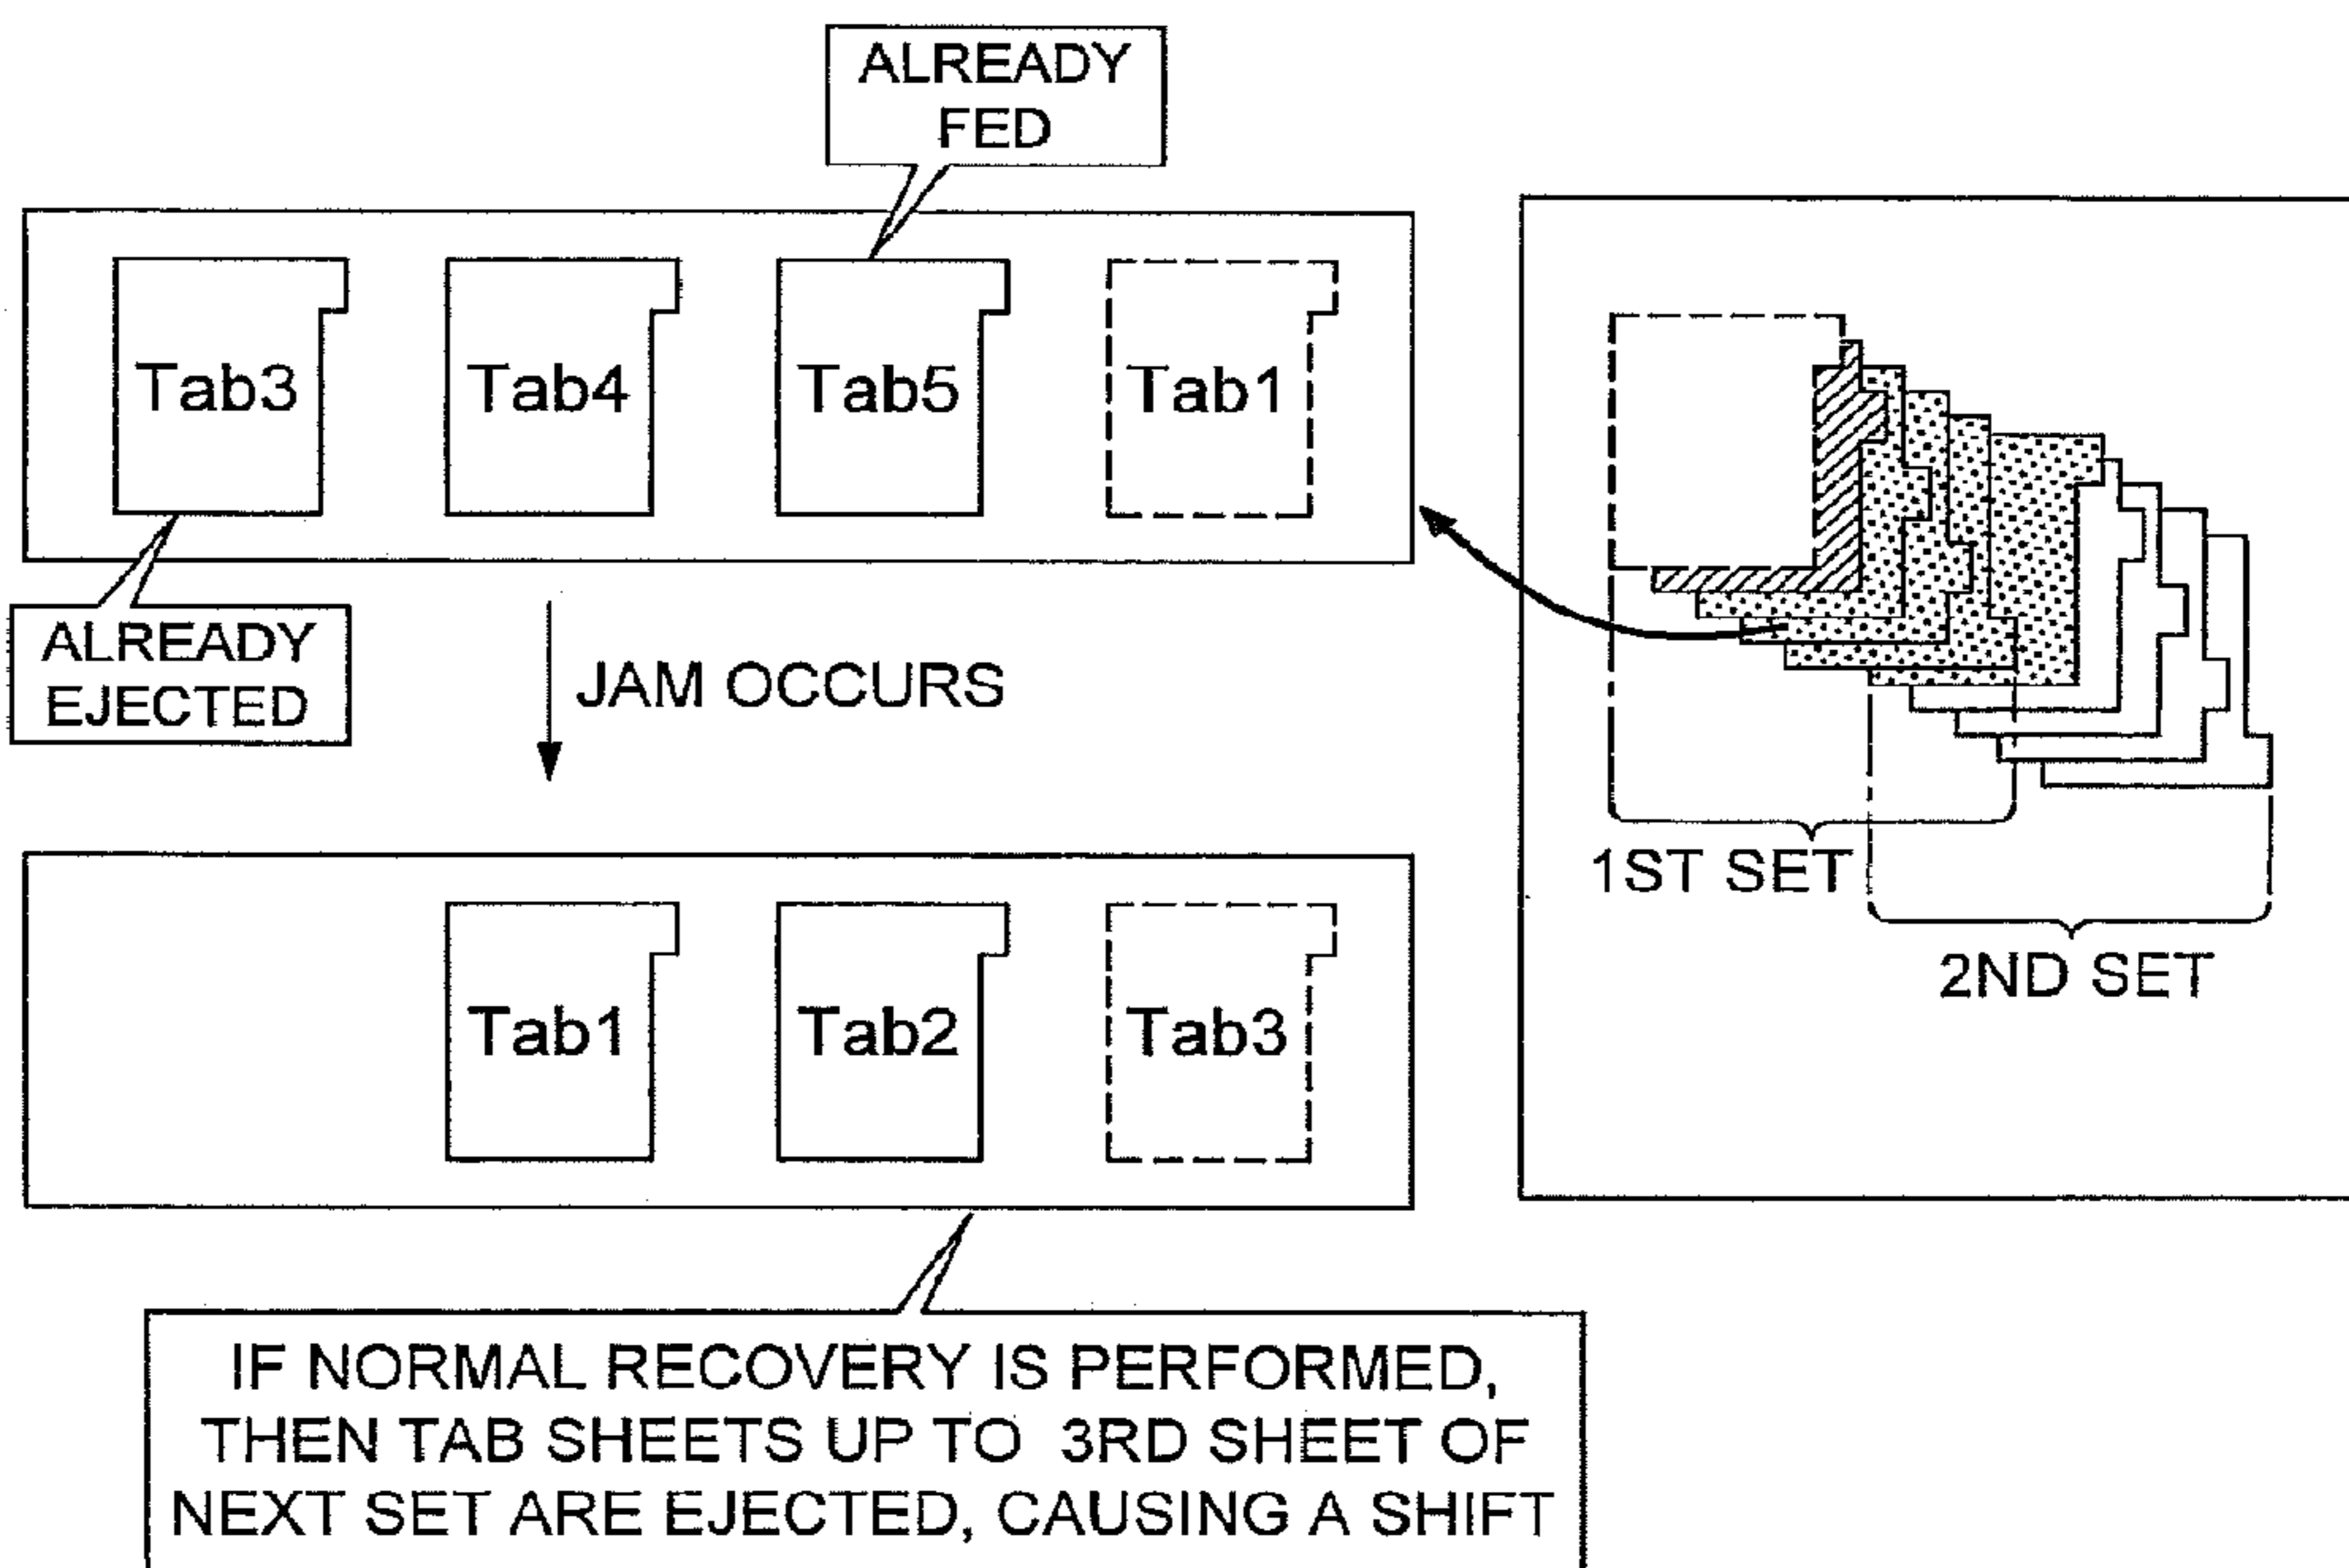 ALREADY
FED
Tab3
Tab4
Tab5
Tab1
ALREADY
EJECTED
JAM OCCURS
1ST SET
2ND SET
Tab1
Tab2
Tab3
IF NORMAL RECOVERY IS PERFORMED,
THEN TAB SHEETS UP TO 3RD SHEET OF
NEXT SET ARE EJECTED, CAUSING A SHIFT